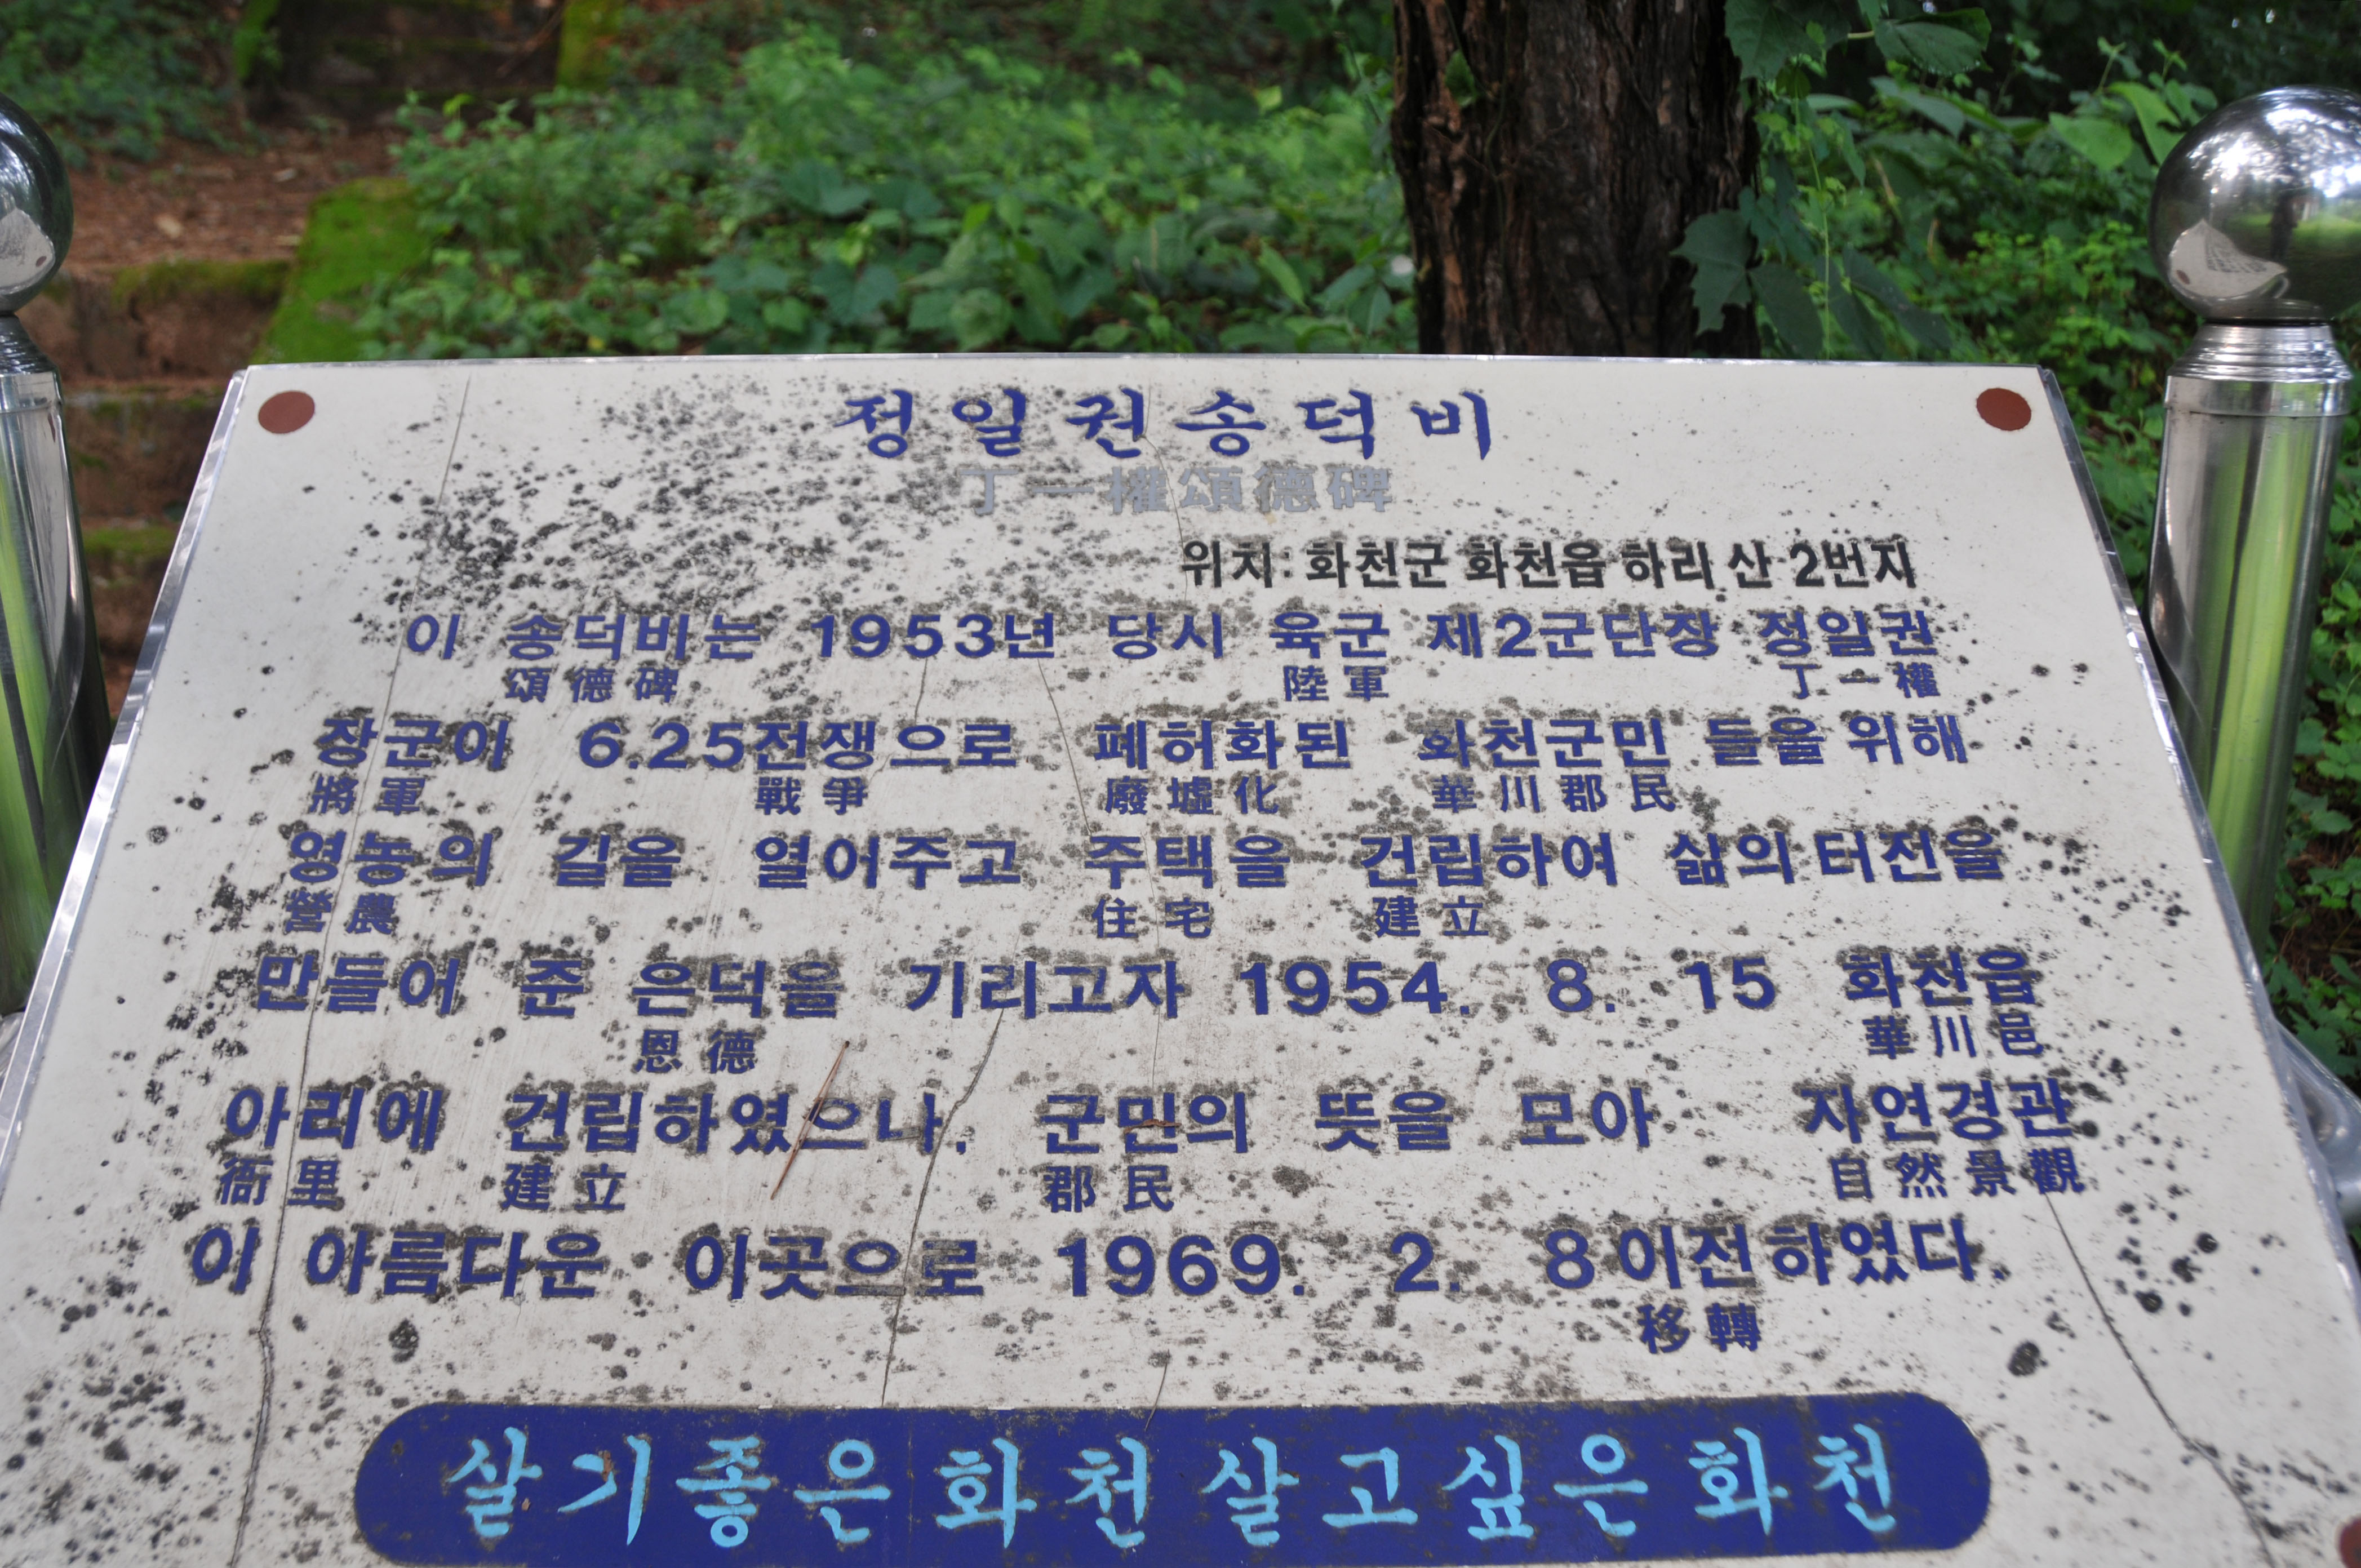 정일권송덕비
丁一權頌德碑
위치: 화천군 화천읍 하리 산 2번지
이 송덕비는 1953년 당시 육군 제2군단장 정일권
頌德碑 陸軍 丁一權
장군이 6.25전쟁으로 폐허화된 화천군민 들을 위해
將軍 戰爭 廢墟化 華川郡民
영농의 길을 열어주고 주택을 건립하여 삶의 터전을
營農 住宅 建立
만들어 준 은덕을 기리고자 1954. 8. 15 화천읍
恩德 華川邑
아리에 건립하였으나, 군민의 뜻을 모아 자연경관
衙里 建立 郡民 自然景觀
이 아름다운 이곳으로 1969. 2. 8 이전하였다.
移轉
살기좋은화천 살고싶은화천